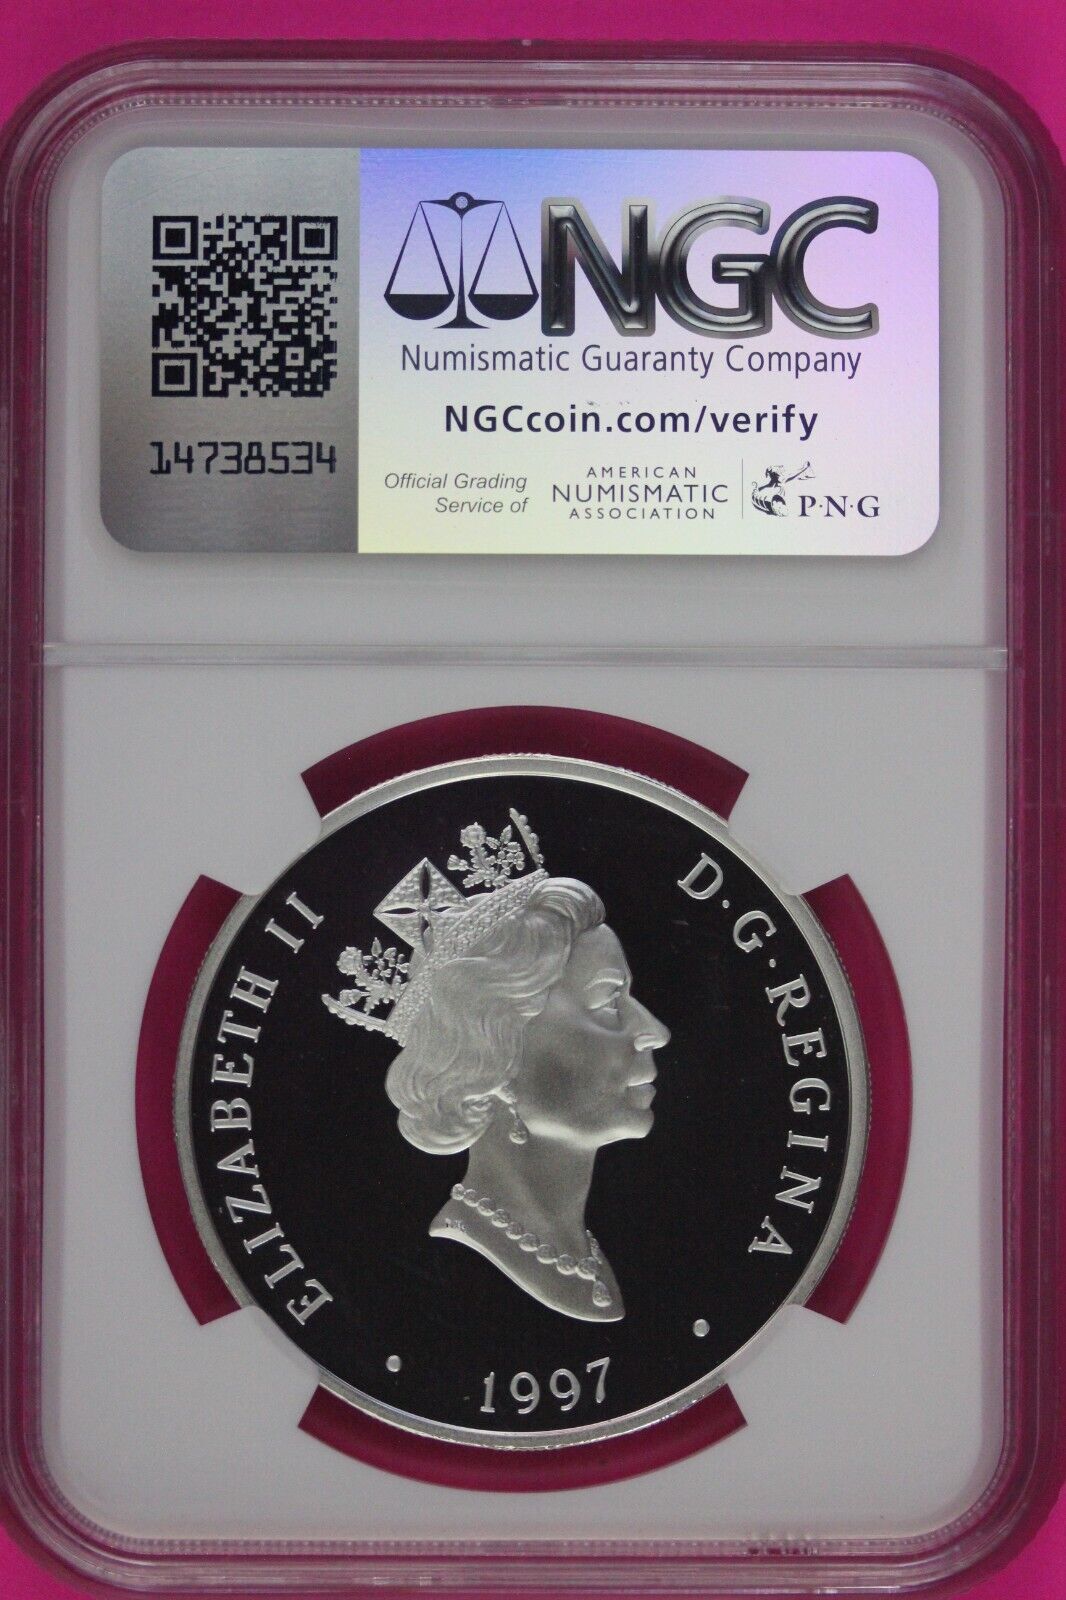 NGC
Numismatic Guaranty Company
NGCcoin.com/verify
14738534
Official Grading
Service of
AMERICAN
NUMISMATIC
ASSOCIATION
P·N·G
ELIZABETH II
D·G·REGINA
· 1997 ·